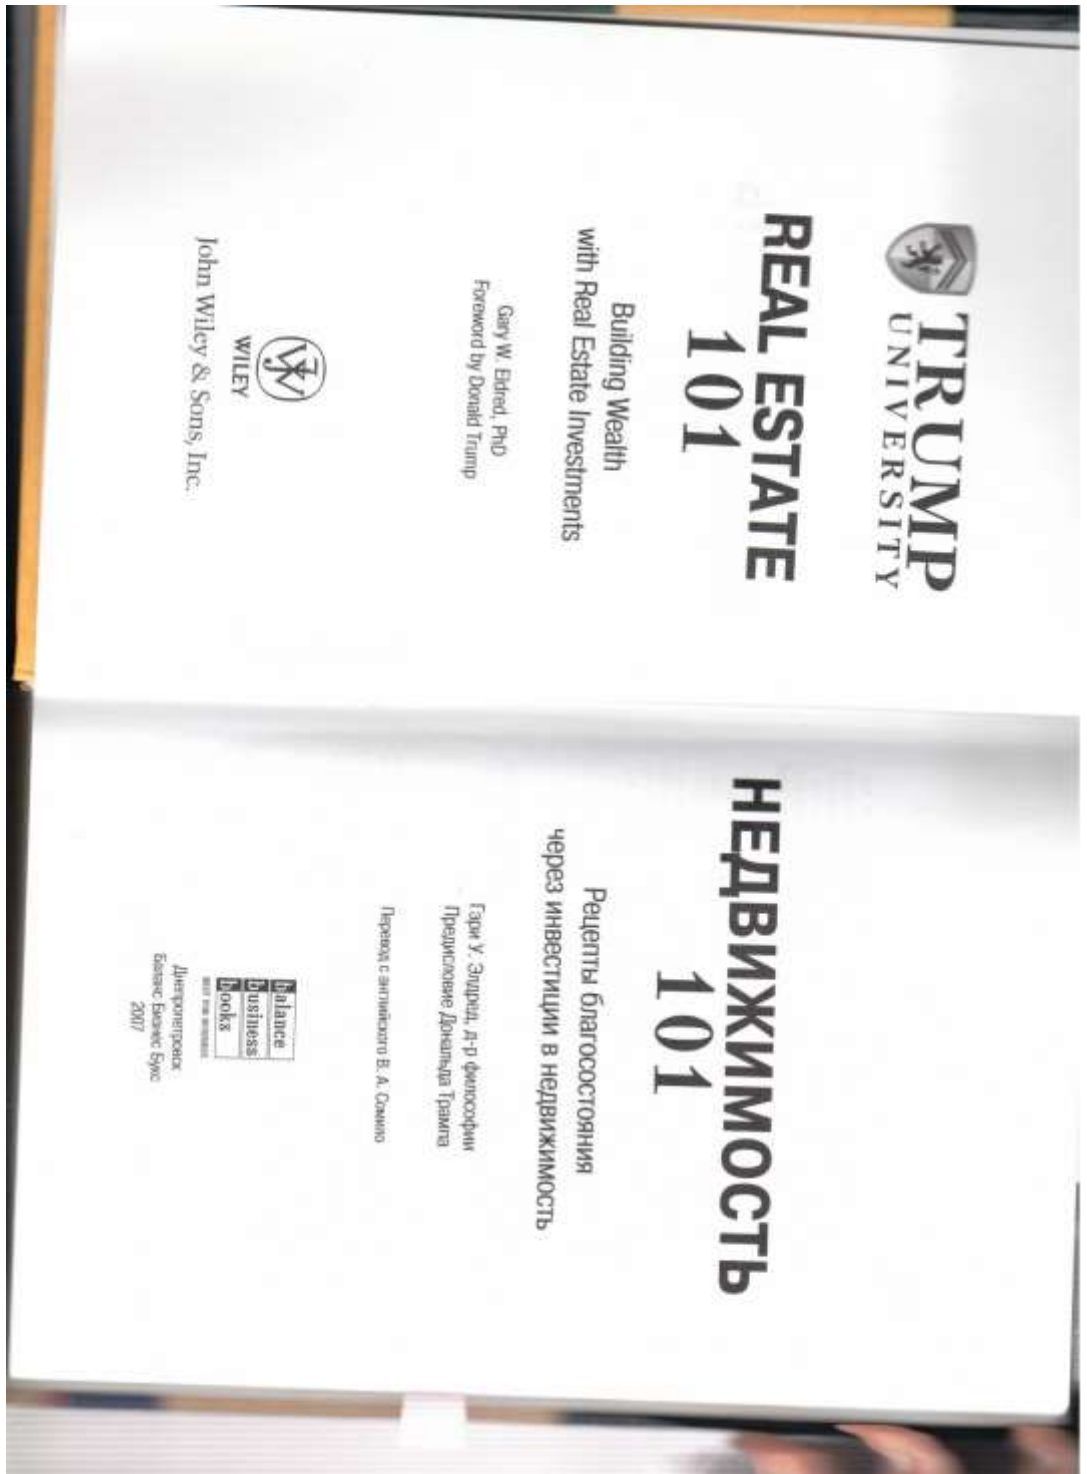 TRUMP
UNIVERSITY
REAL ESTATE
101
Building Wealth
with Real Estate Investments
Gary W. Eldred, PhD
Foreword by Donald Trump
WILEY
John Wiley & Sons, Inc.
НЕДВИЖИМОСТЬ
101
Рецепты благосостояния
через инвестиции в недвижимость
Гари У. Элдред, д-р философии
Предисловие Дональда Трампа
Перевод с английского В. А. Сомило
balance
business
books
Днепропетровск
Баланс Бизнес Букс
2007